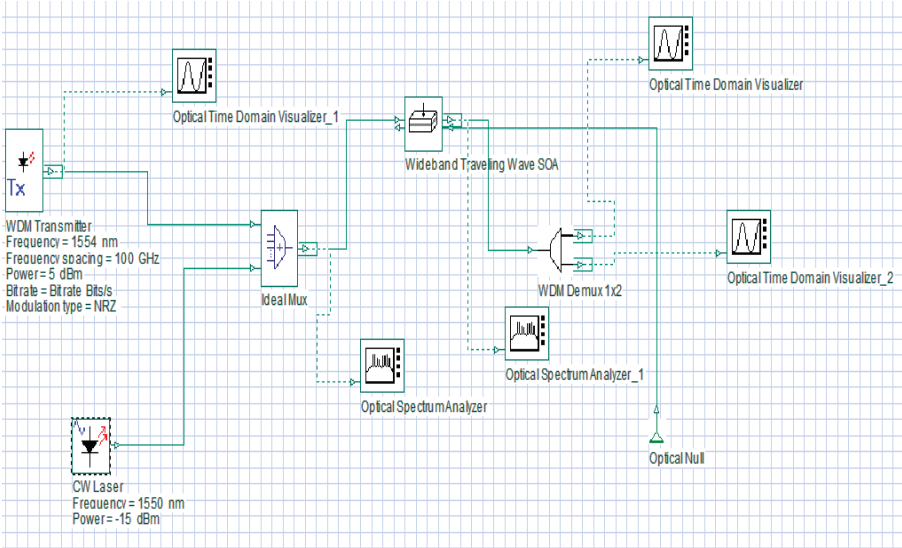 Optical Time Domain Visualizer
Optical Time Domain Visualizer_1
Wideband Traveling Wave SOA
Tx
WDM Transmitter
Frequency = 1554 nm
Frequency spacing = 100 GHz
Power = 5 dBm
Bitrate = Bitrate Bits/s
Modulation type = NRZ
Ideal Mux
WDM Demux 1x2
Optical Time Domain Visualizer_2
Optical Spectrum Analyzer_1
Optical Spectrum Analyzer
Optical Null
CW Laser
Frequency = 1550 nm
Power = -15 dBm